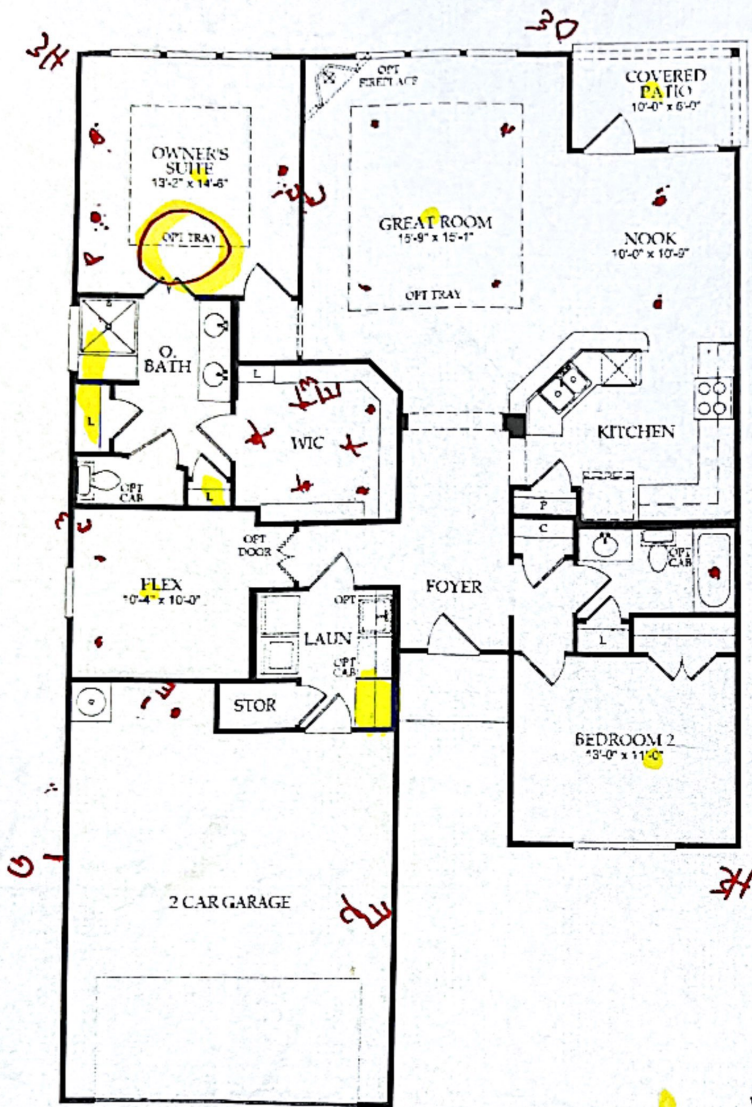 3H
3D
OPT
FIREPLACE
COVERED
PATIO
10'-0" x 6'-0"
OWNER'S
SUITE
13'-2" x 14'-6"
OPT TRAY
GREAT ROOM
15'-9" x 15'-1"
OPT TRAY
NOOK
10'-0" x 10'-9"
O.
BATH
L
L
WIC
KITCHEN
L
OPT
CAB
L
P
C
OPT
DOOR
OPT
CAB
FLEX
10'-4" x 10'-0"
FOYER
OPT
LAUN
OPT
CAB
L
STOR
BEDROOM 2
13'-0" x 11'-0"
2H
G
2 CAR GARAGE